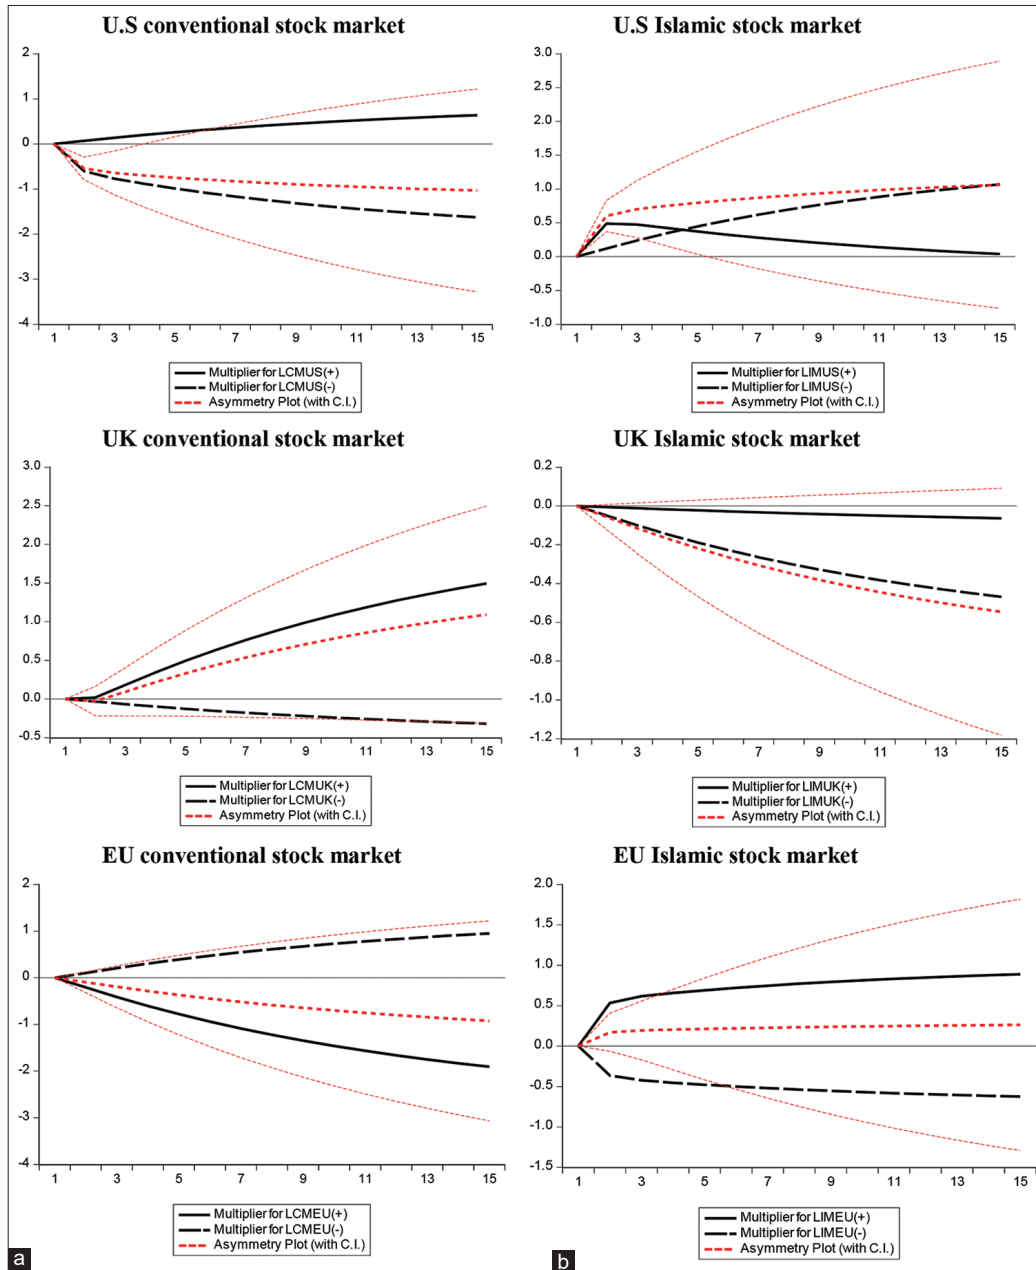 U.S conventional stock market
2
1
0
-1
-2
-3
-4
1 3 5 7 9 11 13 15
Multiplier for LCMUS(+)
Multiplier for LCMUS(-)
Asymmetry Plot (with C.I.)
U.S Islamic stock market
3.0
2.5
2.0
1.5
1.0
0.5
0.0
-0.5
-1.0
1 3 5 7 9 11 13 15
Multiplier for LIMUS(+)
Multiplier for LIMUS(-)
Asymmetry Plot (with C.I.)
UK conventional stock market
3.0
2.5
2.0
1.5
1.0
0.5
0.0
-0.5
1 3 5 7 9 11 13 15
Multiplier for LCMUK(+)
Multiplier for LCMUK(-)
Asymmetry Plot (with C.I.)
UK Islamic stock market
0.2
0.0
-0.2
-0.4
-0.6
-0.8
-1.0
-1.2
1 3 5 7 9 11 13 15
Multiplier for LIMUK(+)
Multiplier for LIMUK(-)
Asymmetry Plot (with C.I.)
EU conventional stock market
2
1
0
-1
-2
-3
-4
1 3 5 7 9 11 13 15
Multiplier for LCMEU(+)
Multiplier for LCMEU(-)
Asymmetry Plot (with C.I.)
a
EU Islamic stock market
2.0
1.5
1.0
0.5
0.0
-0.5
-1.0
-1.5
1 3 5 7 9 11 13 15
Multiplier for LIMEU(+)
Multiplier for LIMEU(-)
Asymmetry Plot (with C.I.)
b